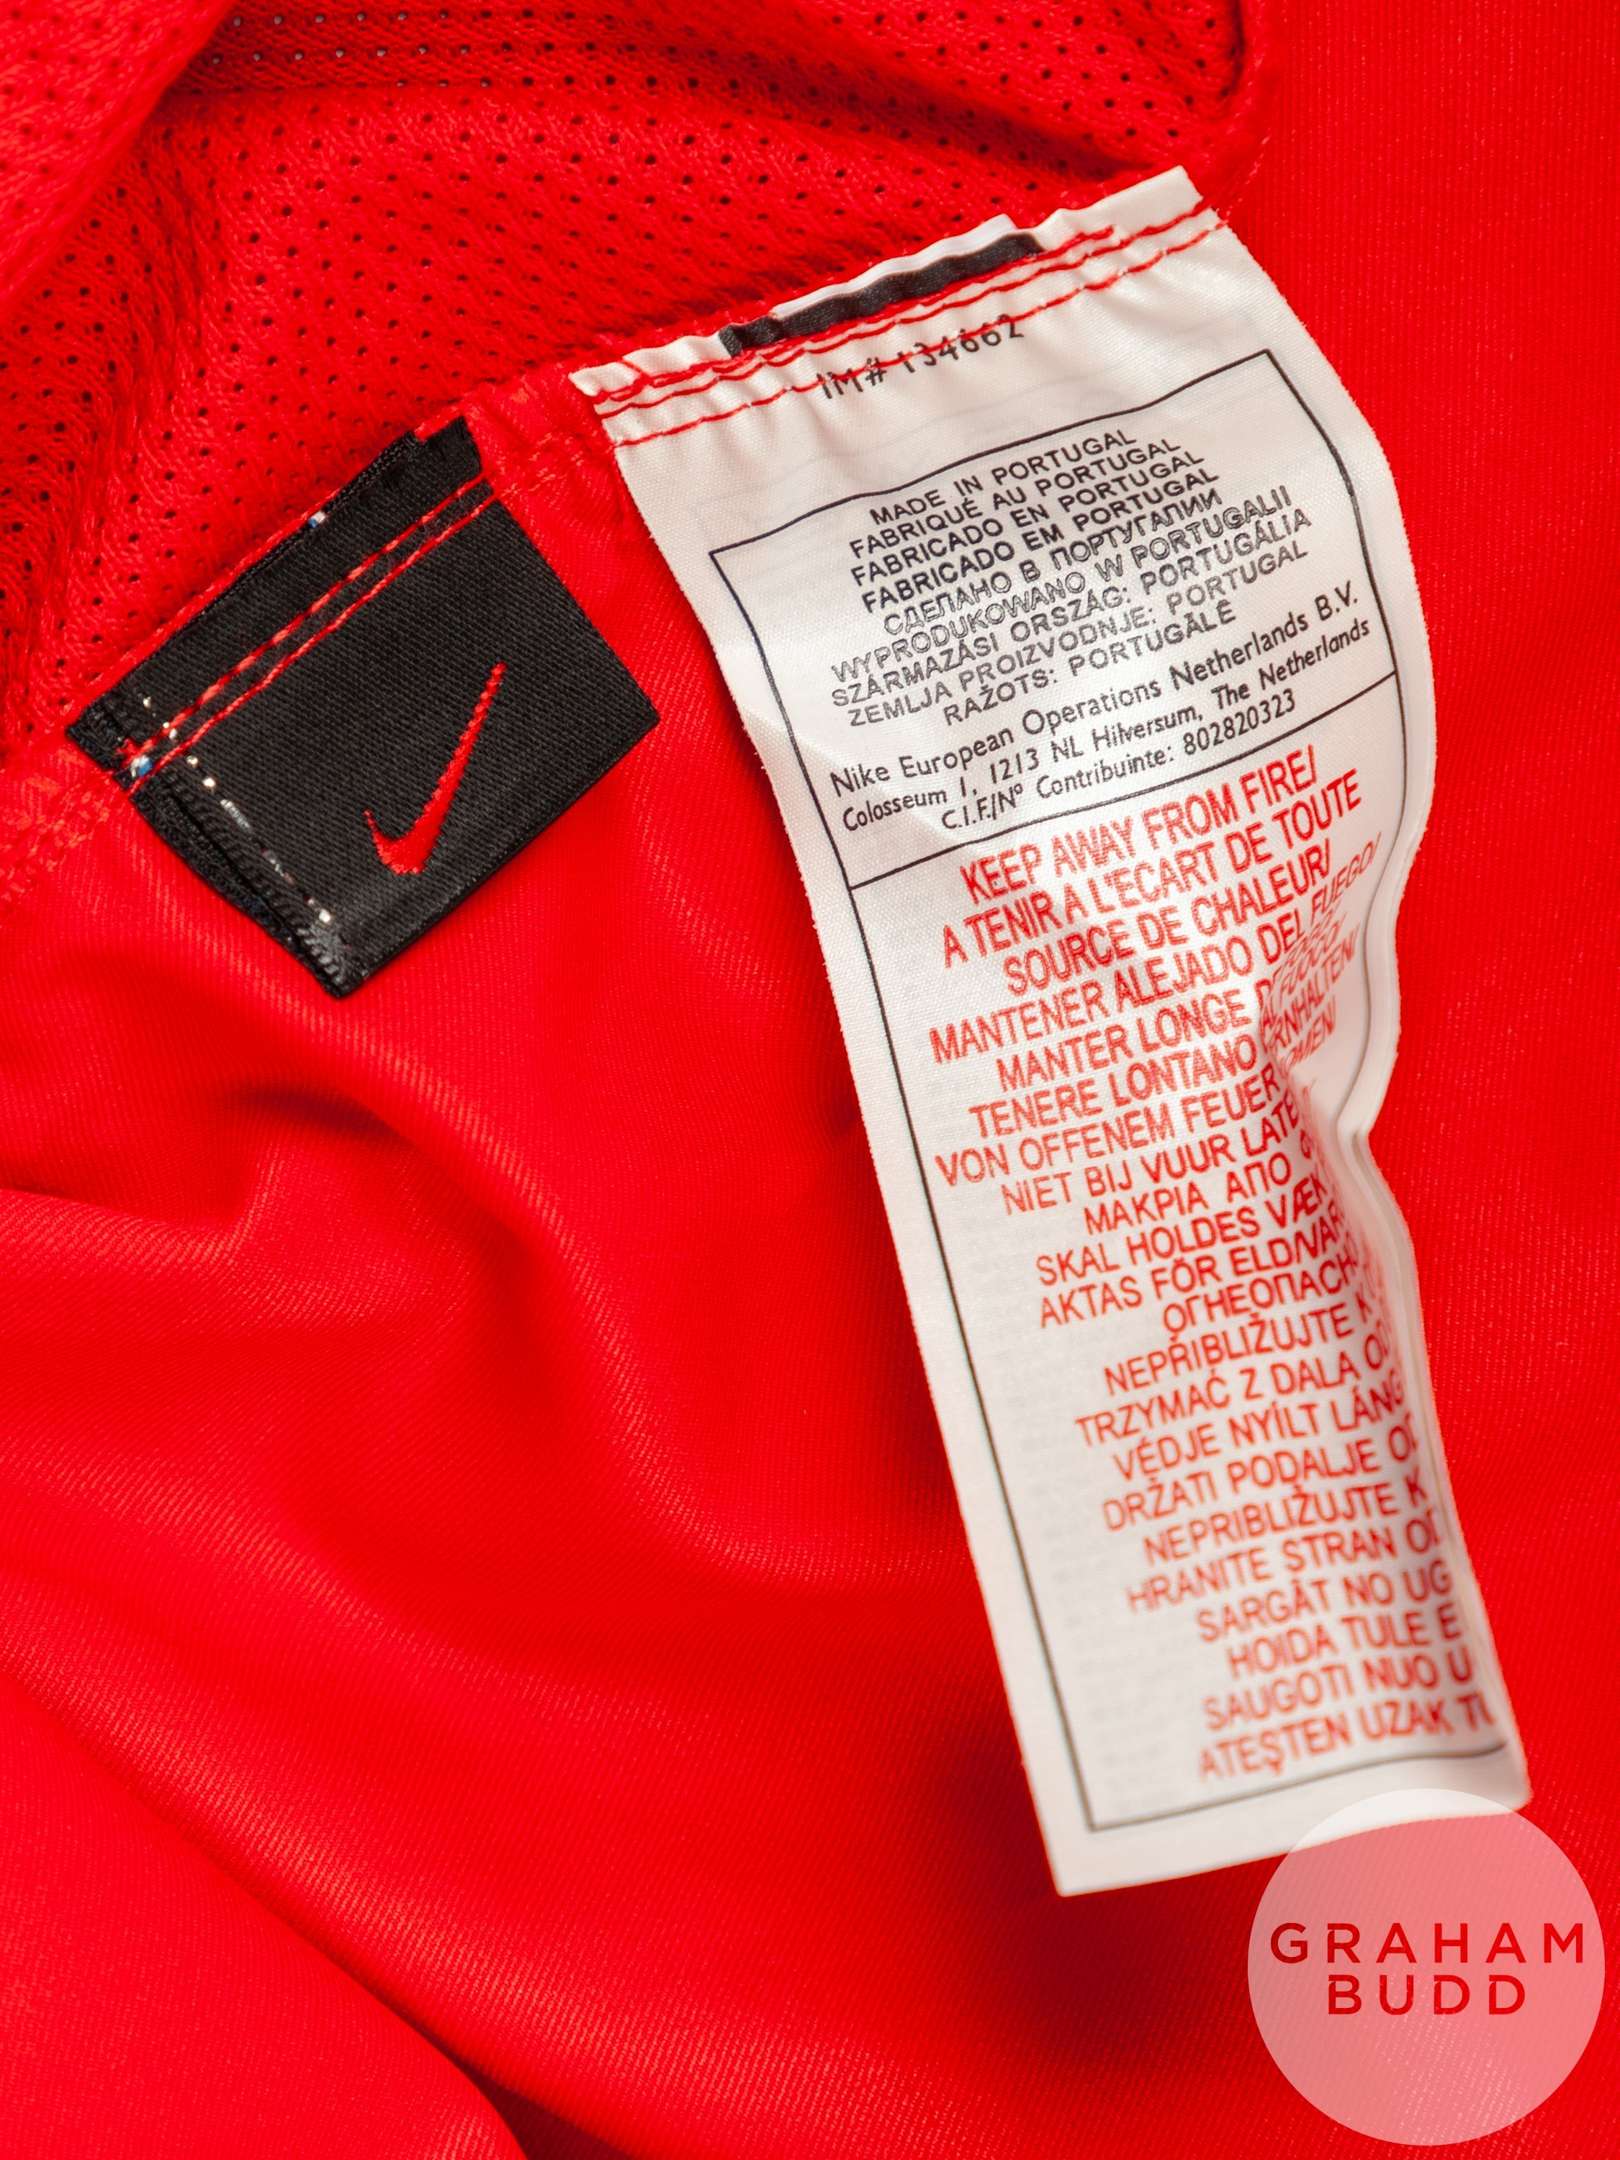 IM# 134662
MADE IN PORTUGAL
FABRIQUÉ AU PORTUGAL
FABRICADO EN PORTUGAL
FABRICADO EM PORTUGAL
СДЕЛАНО В ПОРТУГАЛИИ
WYPRODUKOWANO W PORTUGALII
SZÁRMAZÁSI ORSZÁG: PORTUGÁLIA
ZEMLJA PROIZVODNJE: PORTUGAL
RAŽOTS: PORTUGĀLĒ
Nike European Operations Netherlands B.V.
Colosseum 1, 1213 NL Hilversum, The Netherlands
C.I.F./Nº Contribuinte: 802820323
KEEP AWAY FROM FIRE/
A TENIR A L'ECART DE TOUTE
SOURCE DE CHALEUR/
MANTENER ALEJADO DEL FUEGO/
MANTER LONGE
TENERE LONTANO FUOCO/
VON OFFENEM FEUER
NIET BIJ VUUR
ΜΑΚΡΙΑ ΑΠΟ
SKAL HOLDES
AKTAS FÖR
NEPŘIBLIŽUJTE
TRZYMAĆ Z DALA
VÉDJE NYÍLT
DRŽATI PODALJE
NEPRIBLIŽUJTE
HRANITE STRAN
SARGĀT NO
HOIDA TULE
SAUGOTI NUO
ATEŞTEN UZAK
GRAHAM
BUDD